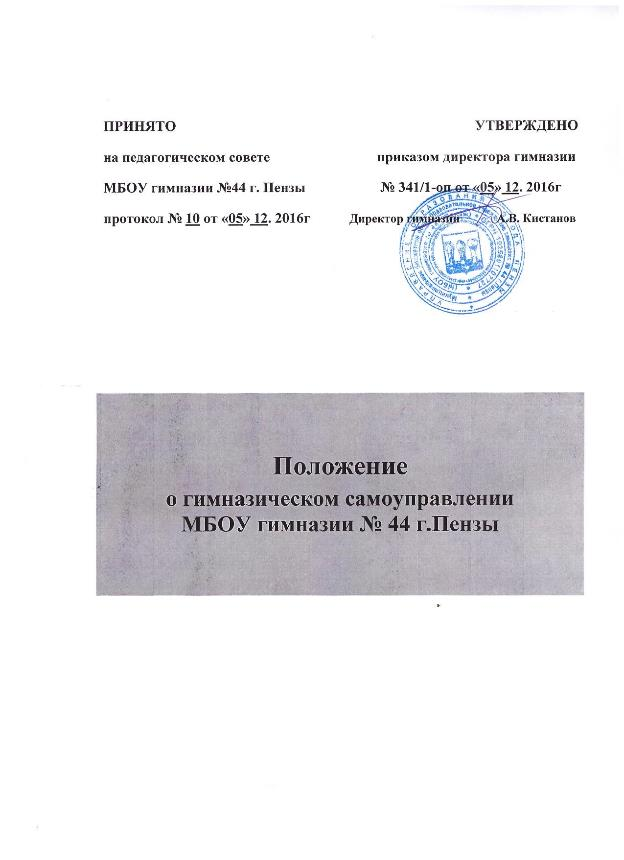 ПРИНЯТО
УТВЕРЖДЕНО
на педагогическом совете
приказом директора гимназии
МБОУ гимназии №44 г. Пензы
№ 341/1-оп от «05» 12. 2016г
протокол № 10 от «05» 12. 2016г
Директор гимназии А.В. Кистанов
Положение
о гимназическом самоуправлении
МБОУ гимназии № 44 г.Пензы